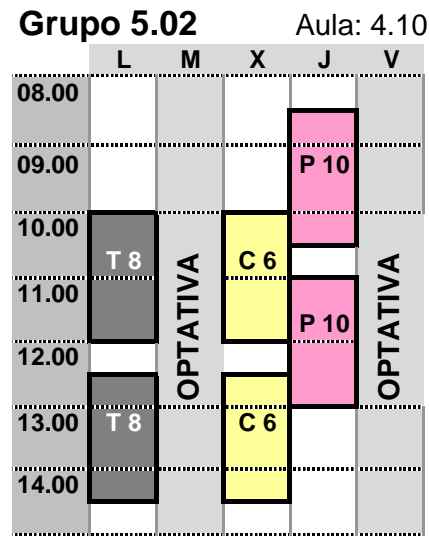 Grupo 5.02 Aula: 4.10
L M X J V
08.00
09.00 P 10
10.00
T 8 C 6
OPTATIVA OPTATIVA
11.00
P 10
12.00
13.00 T 8 C 6
14.00